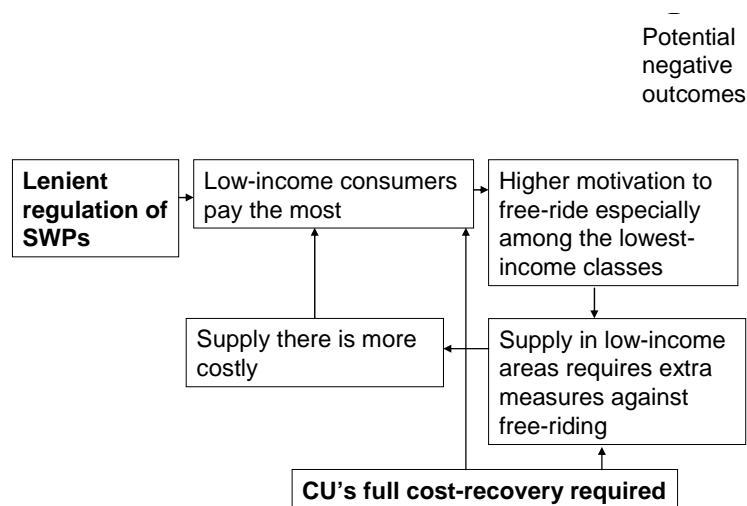 Potential
negative
outcomes
Lenient
regulation of
SWPs
Low-income consumers
pay the most
Higher motivation to
free-ride especially
among the lowest-
income classes
Supply there is more
costly
Supply in low-income
areas requires extra
measures against
free-riding
CU's full cost-recovery required